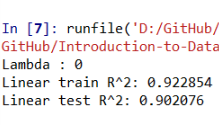 In [7]: runfile('D:/GitHub/
GitHub/Introduction-to-Data
Lambda : 0
Linear train R^2: 0.922854
Linear test R^2: 0.902076